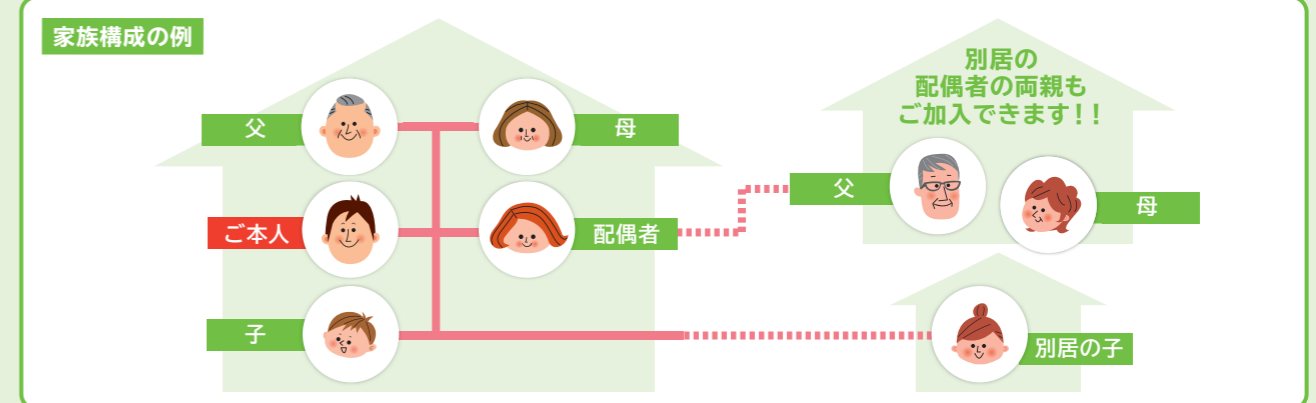 家族構成の例
父
母
ご本人
配偶者
子
別居の
配偶者の両親も
ご加入できます!!
父
母
別居の子